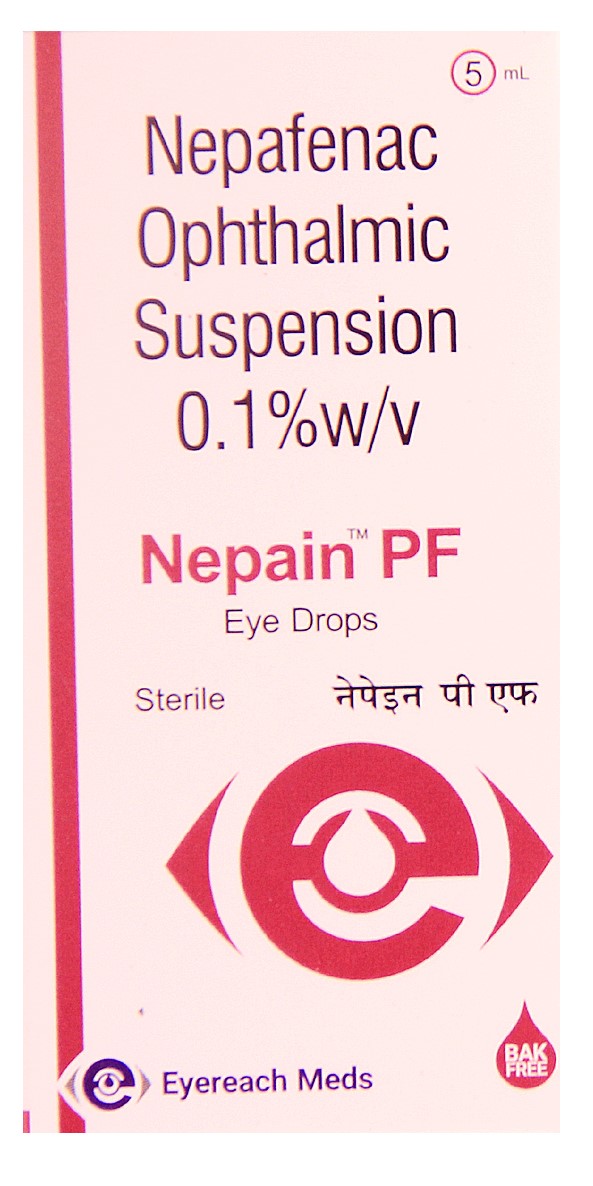 5 mL
Nepafenac
Ophthalmic
Suspension
0.1%w/v
Nepain™ PF
Eye Drops
Sterile नेपेइन पी एफ
BAK
FREE
Eyereach Meds